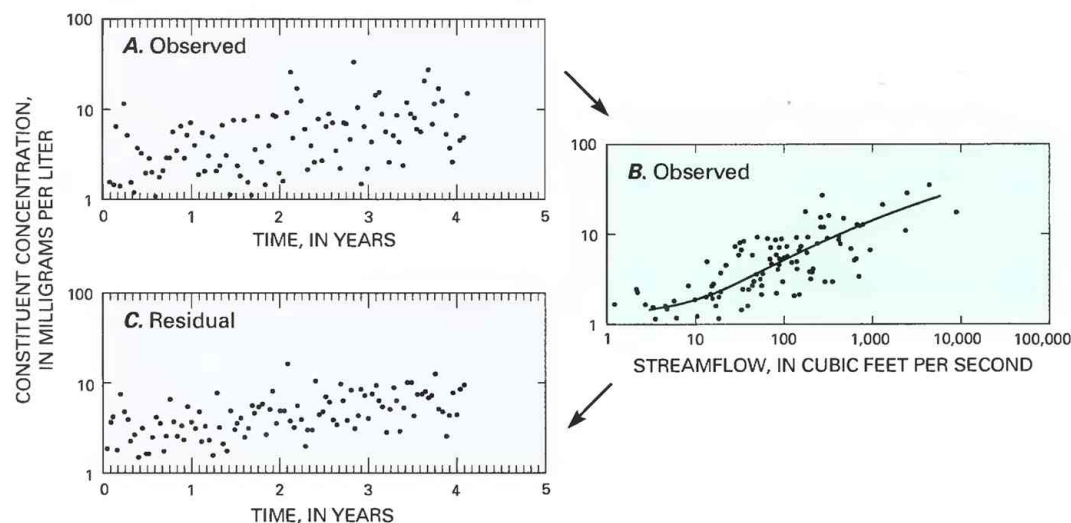 CONSTITUENT CONCENTRATION,
IN MILLIGRAMS PER LITER
A. Observed
100
10
1
0 1 2 3 4 5
TIME, IN YEARS
B. Observed
100
10
1
1 10 100 1,000 10,000 100,000
STREAMFLOW, IN CUBIC FEET PER SECOND
C. Residual
100
10
1
0 1 2 3 4 5
TIME, IN YEARS